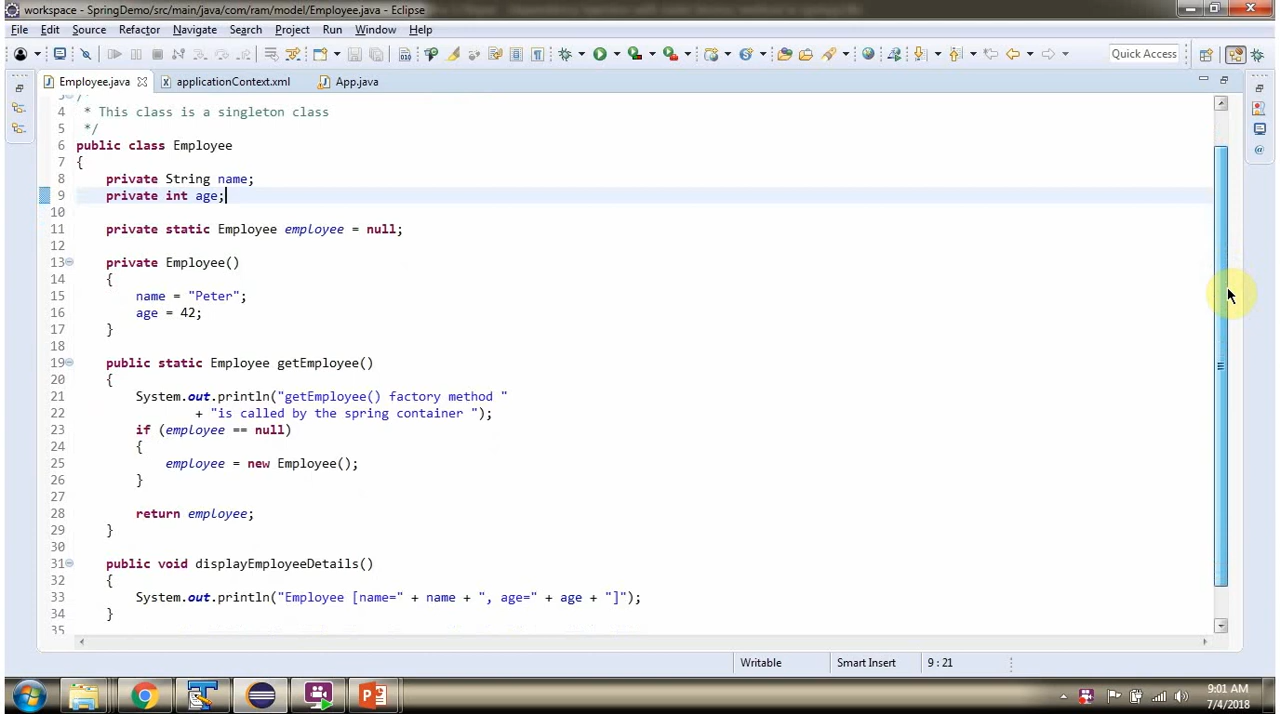 workspace - SpringDemo/src/main/java/com/ram/model/Employee.java - Eclipse
File Edit Source Refactor Navigate Search Project Run Window Help
Quick Access
Employee.java applicationContext.xml App.java
4 * This class is a singleton class
5 */
6 public class Employee
7 {
8 private String name;
9 private int age;
10
11 private static Employee employee = null;
12
13 private Employee()
14 {
15 name = "Peter";
16 age = 42;
17 }
18
19 public static Employee getEmployee()
20 {
21 System.out.println("getEmployee() factory method "
22 + "is called by the spring container ");
23 if (employee == null)
24 {
25 employee = new Employee();
26 }
27
28 return employee;
29 }
30
31 public void displayEmployeeDetails()
32 {
33 System.out.println("Employee [name=" + name + ", age=" + age + "]");
34 }
35
Writable Smart Insert 9 : 21
9:01 AM
7/4/2018